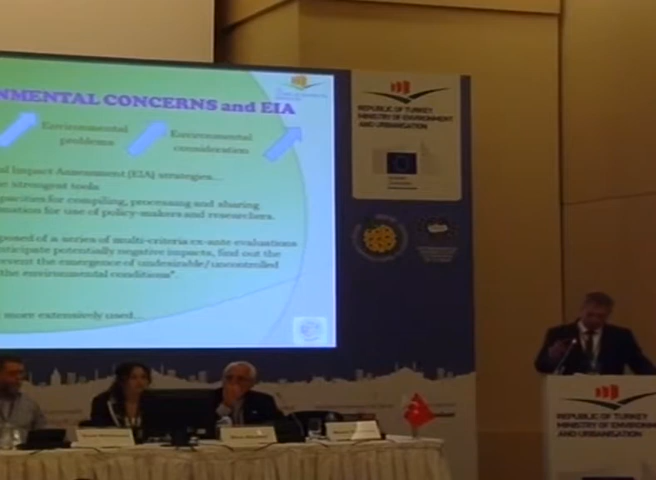 NMENTAL CONCERNS and EIA
Environmental
problems
Environmental
consideration
l Impact Assessment (EIA) strategies...
e strongest tools
pacities for compiling, processing and sharing
mation for use of policy-makers and researchers.
posed of a series of multi-criteria ex-ante evaluations
nticipate potentially negative impacts, find out the
event the emergence of undesirable/uncontrolled
the environmental conditions".
more extensively used...
REPUBLIC OF TURKEY
MINISTRY OF ENVIRONMENT
AND URBANISATION
REPUBLIC OF TURKEY
MINISTRY OF ENVIRONM
AND URBANISATION